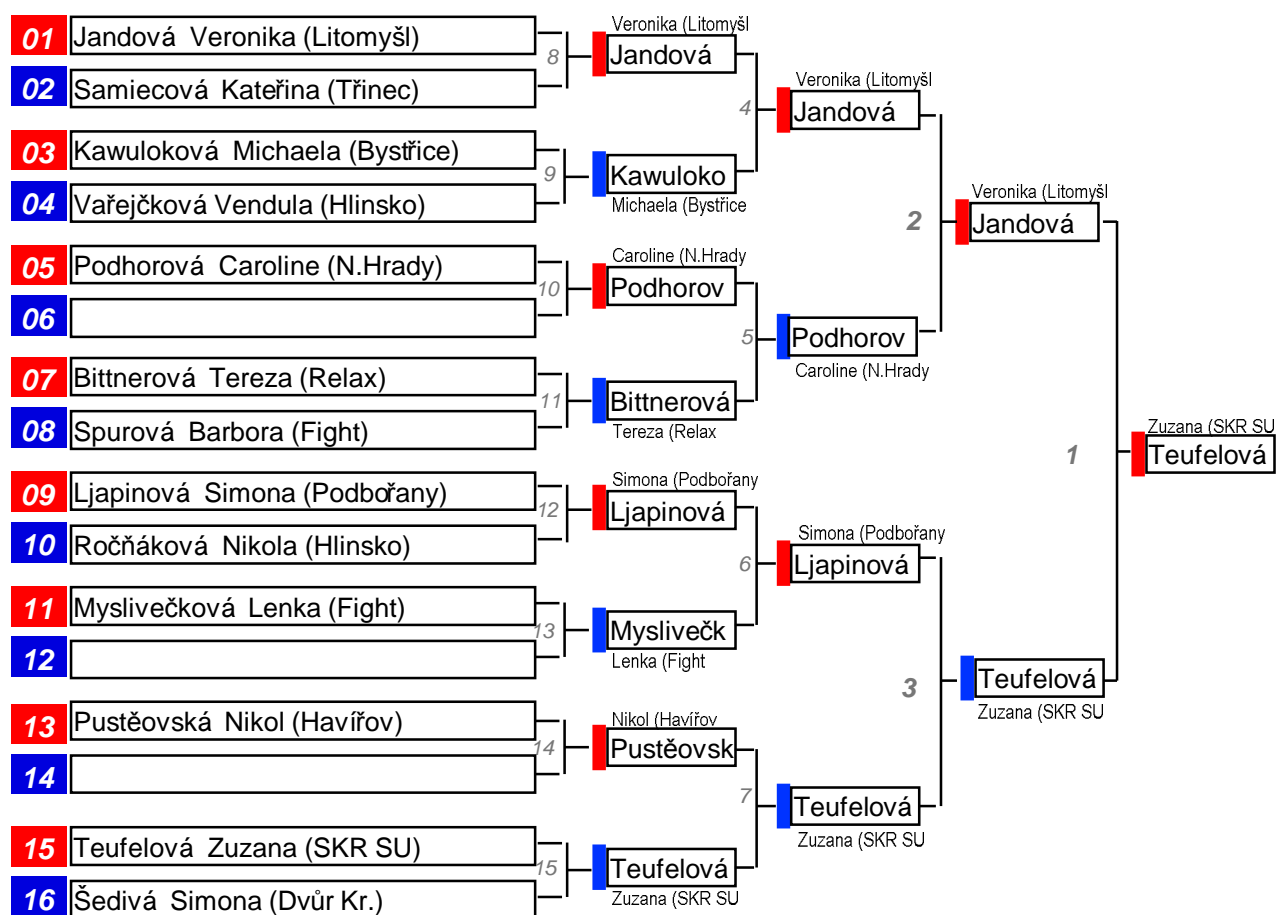 01 Jandová Veronika (Litomyšl)
02 Samiecová Kateřina (Třinec)
03 Kawuloková Michaela (Bystřice)
04 Vařejčková Vendula (Hlinsko)
05 Podhorová Caroline (N.Hrady)
06
07 Bittnerová Tereza (Relax)
08 Spurová Barbora (Fight)
09 Ljapinová Simona (Podbořany)
10 Ročňáková Nikola (Hlinsko)
11 Myslivečková Lenka (Fight)
12
13 Pustěovská Nikol (Havířov)
14
15 Teufelová Zuzana (SKR SU)
16 Šedivá Simona (Dvůr Kr.)
8
9
10
11
12
13
14
15
Veronika (Litomyšl
Jandová
Kawuloko
Michaela (Bystřice
Caroline (N.Hrady
Podhorov
Bittnerová
Tereza (Relax
Simona (Podbořany
Ljapinová
Myslivečk
Lenka (Fight
Nikol (Havířov
Pustěovsk
Teufelová
Zuzana (SKR SU
4
5
6
7
Veronika (Litomyšl
Jandová
Podhorov
Caroline (N.Hrady
Simona (Podbořany
Ljapinová
Teufelová
Zuzana (SKR SU
2
3
Veronika (Litomyšl
Jandová
Teufelová
Zuzana (SKR SU
1
Zuzana (SKR SU
Teufelová